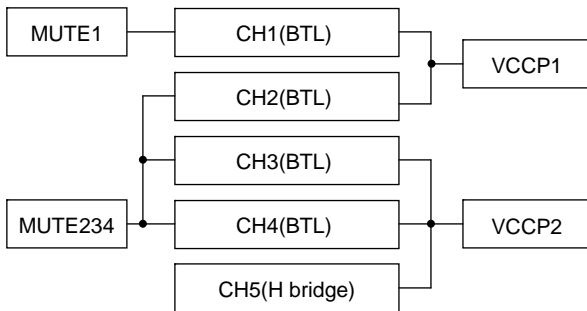 MUTE1
CH1(BTL)
VCCP1
CH2(BTL)
CH3(BTL)
MUTE234
CH4(BTL)
VCCP2
CH5(H bridge)